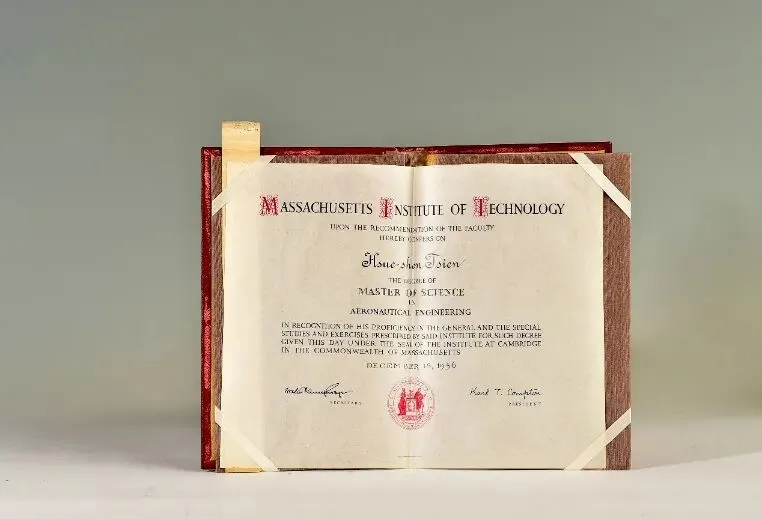 MASSACHUSETTS INSTITUTE OF TECHNOLOGY
UPON THE RECOMMENDATION OF THE FACULTY
HEREBY CONFERS ON
Hsue-shen Tsien
THE DEGREE OF
MASTER OF SCIENCE
IN
AERONAUTICAL ENGINEERING
IN RECOGNITION OF HIS PROFICIENCY IN THE GENERAL AND THE SPECIAL
STUDIES AND EXERCISES PRESCRIBED BY SAID INSTITUTE FOR SUCH DEGREE
GIVEN THIS DAY UNDER THE SEAL OF THE INSTITUTE AT CAMBRIDGE
IN THE COMMONWEALTH OF MASSACHUSETTS
DECEMBER 18, 1936
Karl T. Compton
SECRETARY
PRESIDENT